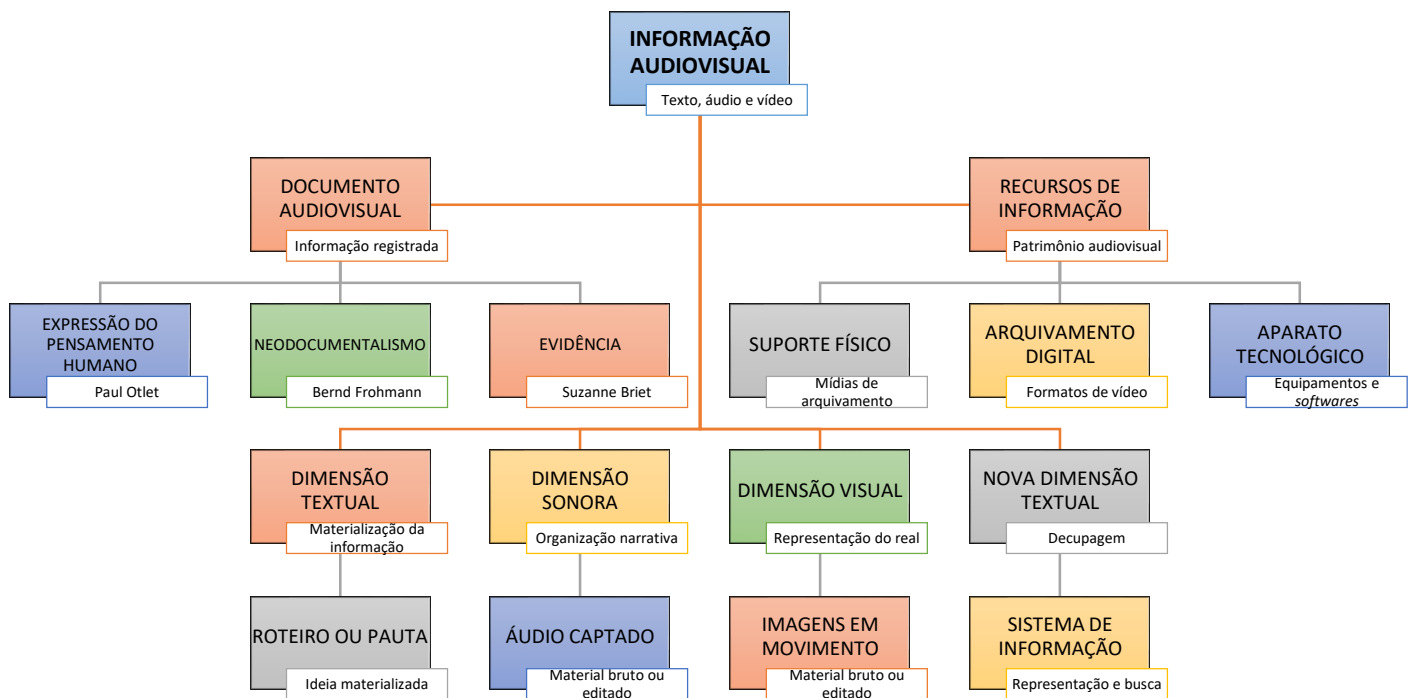 INFORMAÇÃO
AUDIOVISUAL
Texto, áudio e vídeo
DOCUMENTO
AUDIOVISUAL
Informação registrada
RECURSOS DE
INFORMAÇÃO
Patrimônio audiovisual
EXPRESSÃO DO
PENSAMENTO
HUMANO
Paul Otlet
NEODOCUMENTALISMO
Bernd Frohmann
EVIDÊNCIA
Suzanne Briet
SUPORTE FÍSICO
Mídias de
arquivamento
ARQUIVAMENTO
DIGITAL
Formatos de vídeo
APARATO
TECNOLÓGICO
Equipamentos e
softwares
DIMENSÃO
TEXTUAL
Materialização da
informação
DIMENSÃO
SONORA
Organização narrativa
DIMENSÃO VISUAL
Representação do real
NOVA DIMENSÃO
TEXTUAL
Decupagem
ROTEIRO OU PAUTA
Ideia materializada
ÁUDIO CAPTADO
Material bruto ou
editado
IMAGENS EM
MOVIMENTO
Material bruto ou
editado
SISTEMA DE
INFORMAÇÃO
Representação e busca